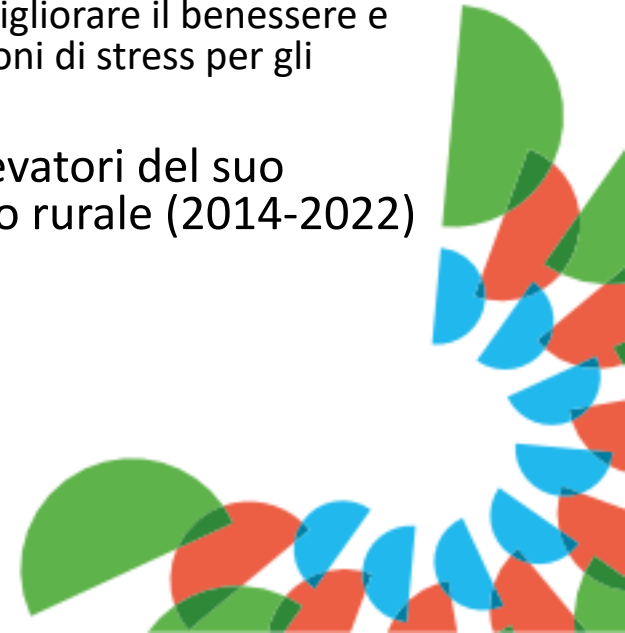 igliorare il benessere e
oni di stress per gli
evatori del suo
o rurale (2014-2022)